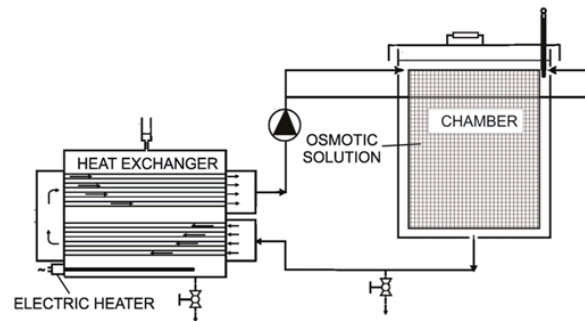 HEAT EXCHANGER
OSMOTIC
SOLUTION
CHAMBER
ELECTRIC HEATER